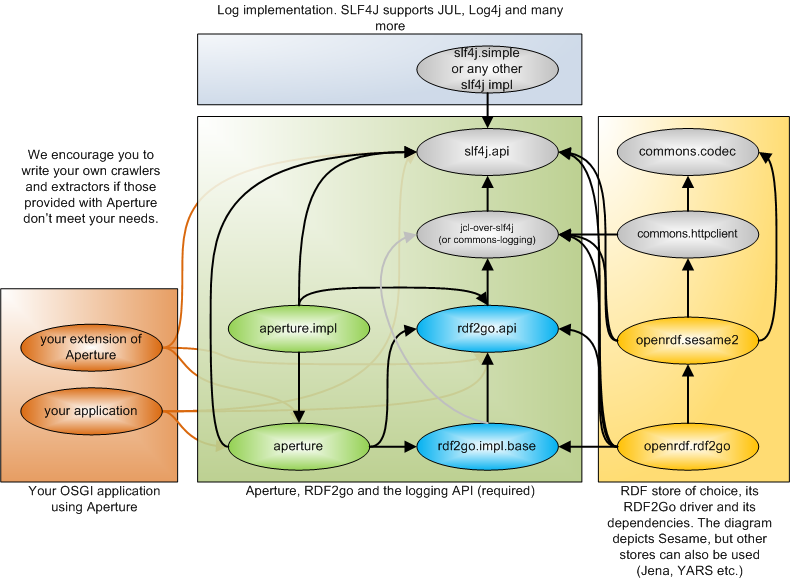 Log implementation. SLF4J supports JUL, Log4j and many
more
slf4j.simple
or any other
slf4j impl
We encourage you to
write your own crawlers
and extractors if those
provided with Aperture
don't meet your needs.
slf4j.api
commons.codec
jcl-over-slf4j
(or commons-logging)
commons.httpclient
your extension of
Aperture
aperture.impl
rdf2go.api
openrdf.sesame2
your application
aperture
rdf2go.impl.base
openrdf.rdf2go
Your OSGI application
using Aperture
Aperture, RDF2go and the logging API (required)
RDF store of choice, its
RDF2Go driver and its
dependencies. The diagram
depicts Sesame, but other
stores can also be used
(Jena, YARS etc.)